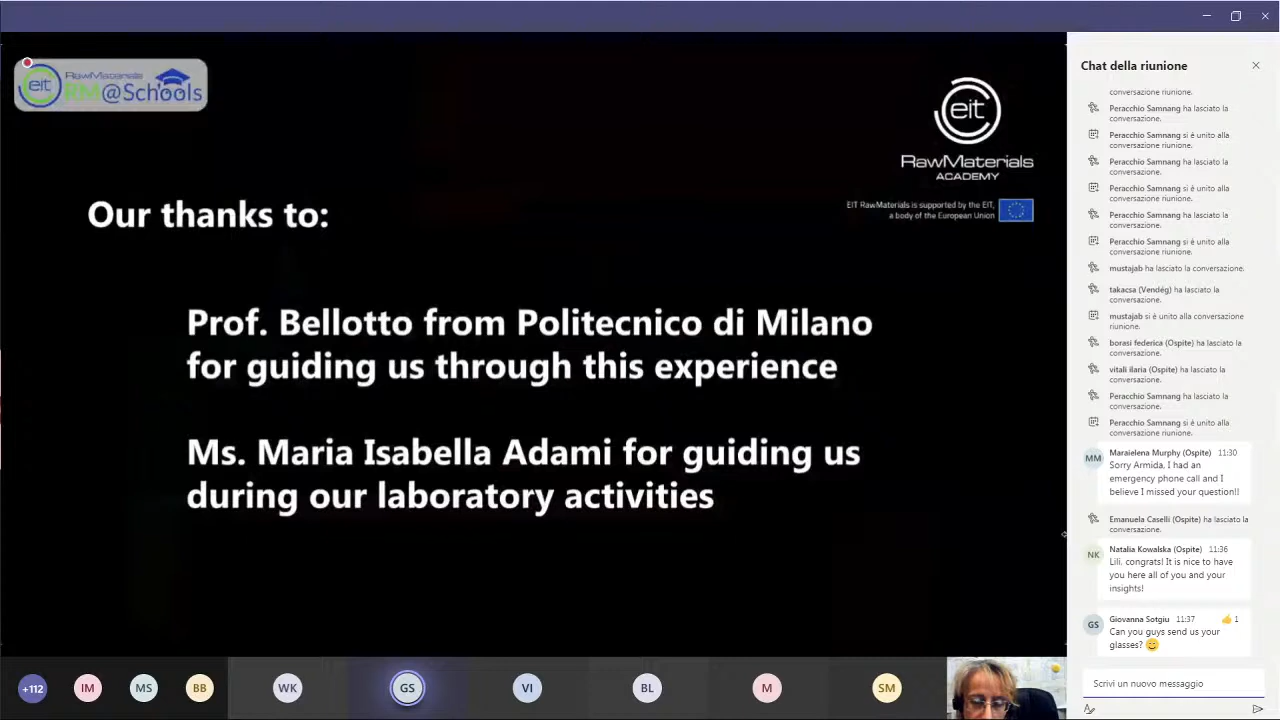 eit
RawMaterials
RM@Schools
eit
RawMaterials
ACADEMY
EIT RawMaterials is supported by the EIT,
a body of the European Union
Our thanks to:
Prof. Bellotto from Politecnico di Milano
for guiding us through this experience
Ms. Maria Isabella Adami for guiding us
during our laboratory activities
+112
IM
MS
BB
WK
GS
VI
BL
M
SM
Chat della riunione
conversazione riunione.
Peracchio Samnang ha lasciato la
conversazione.
Peracchio Samnang si è unito alla
conversazione riunione.
Peracchio Samnang ha lasciato la
conversazione.
Peracchio Samnang si è unito alla
conversazione riunione.
Peracchio Samnang ha lasciato la
conversazione.
Peracchio Samnang si è unito alla
conversazione riunione.
mustajab ha lasciato la conversazione.
takacsa (Vendég) ha lasciato la
conversazione.
mustajab si è unito alla conversazione
riunione.
borasi federica (Ospite) ha lasciato la
conversazione.
vitali ilaria (Ospite) ha lasciato la
conversazione.
Peracchio Samnang ha lasciato la
conversazione.
Peracchio Samnang si è unito alla
conversazione riunione.
MM
Maraielena Murphy (Ospite) 11:30
Sorry Armida, I had an
emergency phone call and I
believe I missed your question!!
Emanuela Caselli (Ospite) ha lasciato la
conversazione.
NK
Natalia Kowalska (Ospite) 11:36
Lili, congrats! It is nice to have
you here all of you and your
insights!
GS
Giovanna Sotgiu 11:37 👍 1
Can you guys send us your
glasses? 😊
Scrivi un nuovo messaggio